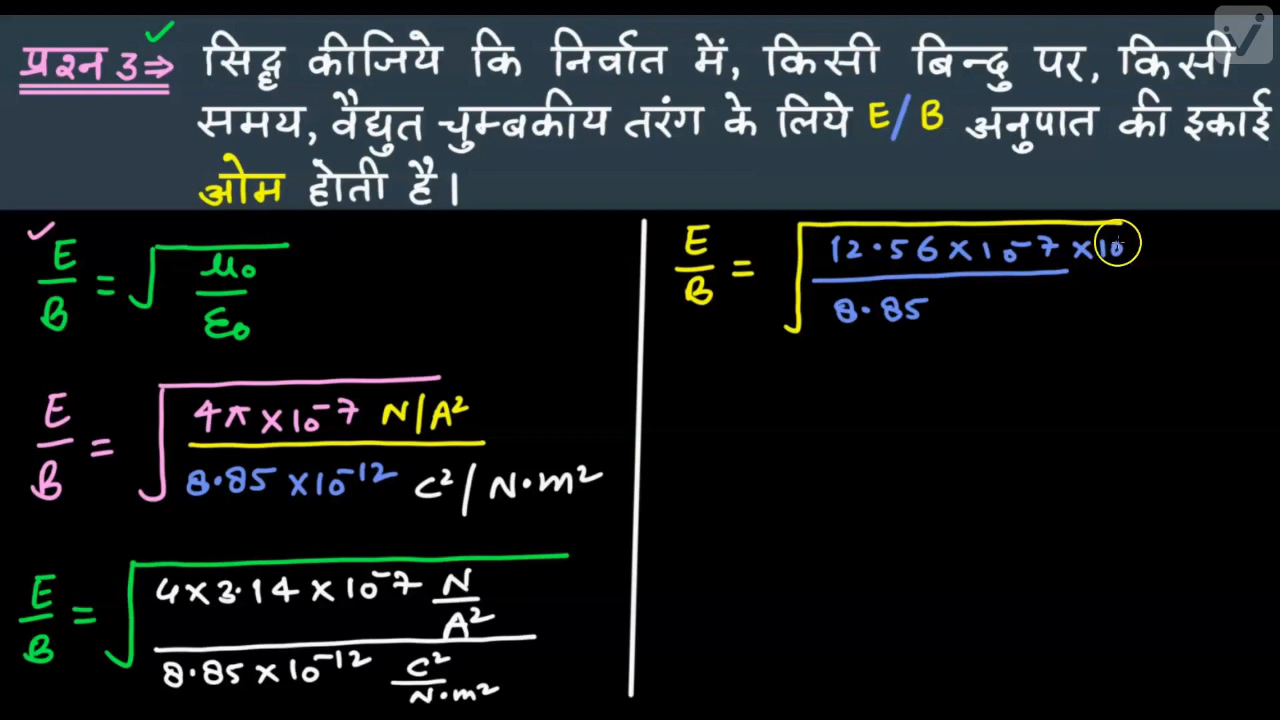 प्रश्न 3⇒ सिद्ध कीजिये कि निर्वात में, किसी बिन्दु पर, किसी
समय, वैद्युत चुम्बकीय तरंग के लिये E/B अनुपात की इकाई
ओम होती है।
E/B = √(μ₀/ε₀)
E/B = √(4π×10⁻⁷ N/A² / 8.85×10⁻¹² C²/N·m²)
E/B = √(4×3.14×10⁻⁷ N/A² / 8.85×10⁻¹² C²/N·m²)
E/B = √(12.56×10⁻⁷×10 / 8.85)